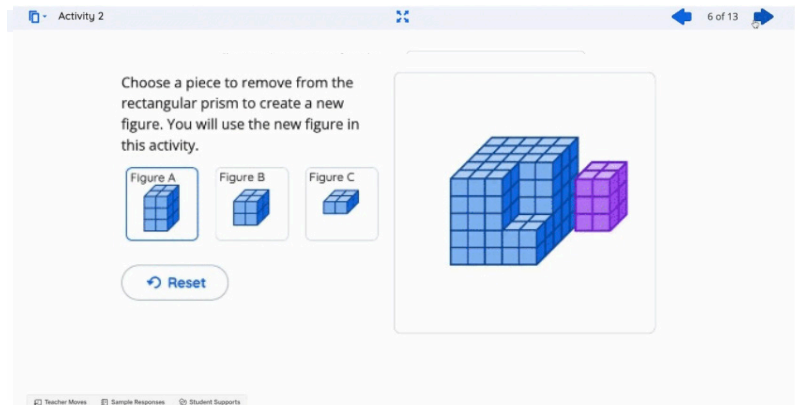 Activity 2
6 of 13
Choose a piece to remove from the
rectangular prism to create a new
figure. You will use the new figure in
this activity.
Figure A
Figure B
Figure C
Reset
Teacher Moves
Sample Responses
Student Supports